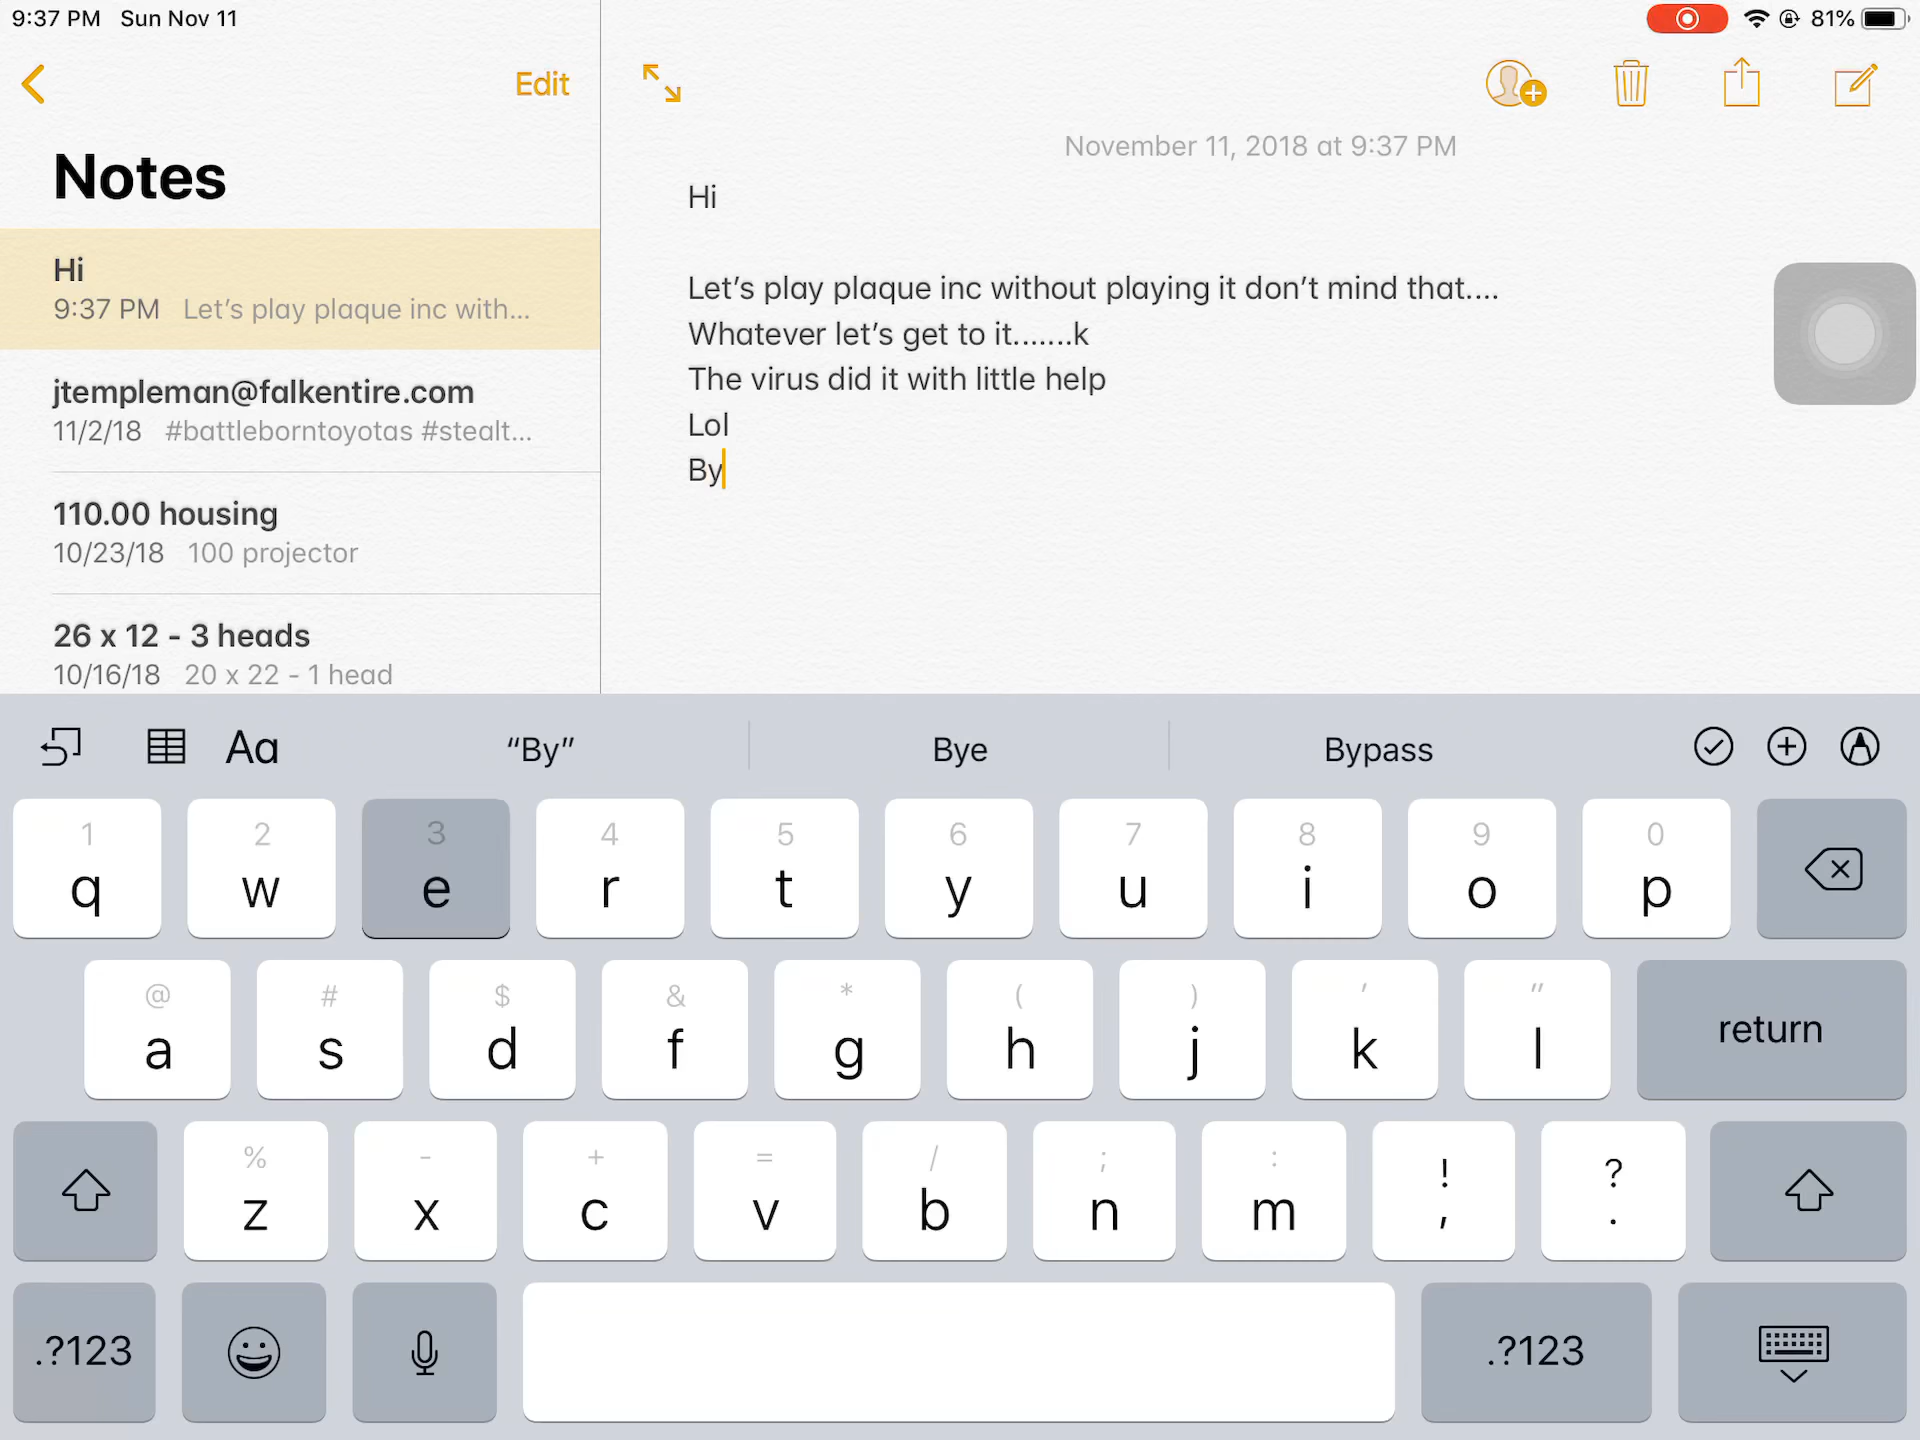 9:37 PM Sun Nov 11
81%
Edit
Notes
Hi
9:37 PM Let's play plaque inc with...
jtempleman@falkentire.com
11/2/18 #battleborntoyotas #stealt...
110.00 housing
10/23/18 100 projector
26 x 12 - 3 heads
10/16/18 20 x 22 - 1 head
November 11, 2018 at 9:37 PM
Hi
Let's play plaque inc without playing it don't mind that....
Whatever let's get to it.......k
The virus did it with little help
Lol
By
Aa “By” Bye Bypass
1 2 3 4 5 6 7 8 9 0
q w e r t y u i o p
@ # $ & * ( ) ' "
a s d f g h j k l return
% - + = / ; : ! ?
z x c v b n m , .
.?123 .?123